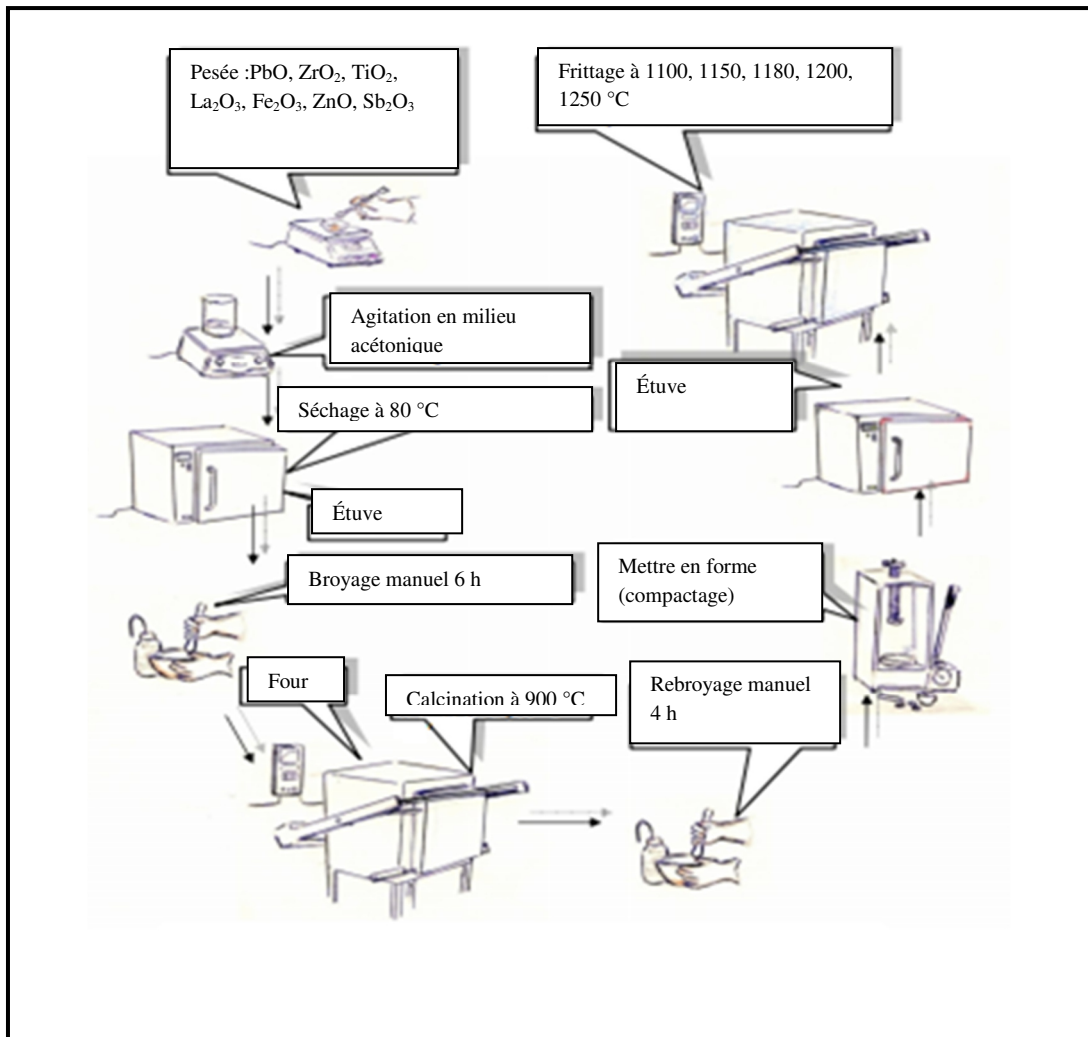 Pesée :PbO, ZrO₂, TiO₂,
La₂O₃, Fe₂O₃, ZnO, Sb₂O₃
Agitation en milieu
acétonique
Séchage à 80 °C
Étuve
Broyage manuel 6 h
Four
Calcination à 900 °C
Rebroyage manuel
4 h
Mettre en forme
(compactage)
Étuve
Frittage à 1100, 1150, 1180, 1200,
1250 °C